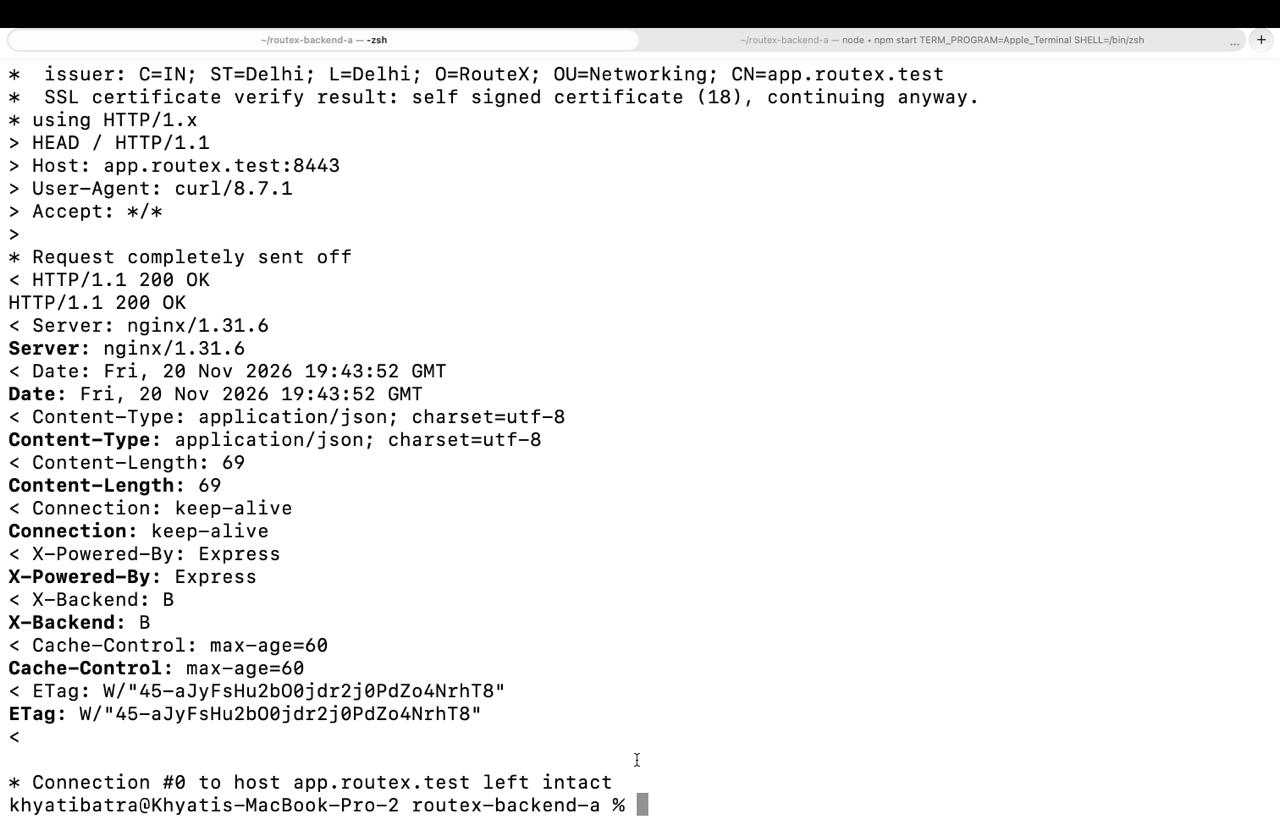 ~/routex-backend-a — -zsh
~/routex-backend-a — node • npm start TERM_PROGRAM=Apple_Terminal SHELL=/bin/zsh ... +
*  issuer: C=IN; ST=Delhi; L=Delhi; O=RouteX; OU=Networking; CN=app.routex.test
*  SSL certificate verify result: self signed certificate (18), continuing anyway.
* using HTTP/1.x
> HEAD / HTTP/1.1
> Host: app.routex.test:8443
> User-Agent: curl/8.7.1
> Accept: */*
>
* Request completely sent off
< HTTP/1.1 200 OK
HTTP/1.1 200 OK
< Server: nginx/1.31.6
Server: nginx/1.31.6
< Date: Fri, 20 Nov 2026 19:43:52 GMT
Date: Fri, 20 Nov 2026 19:43:52 GMT
< Content-Type: application/json; charset=utf-8
Content-Type: application/json; charset=utf-8
< Content-Length: 69
Content-Length: 69
< Connection: keep-alive
Connection: keep-alive
< X-Powered-By: Express
X-Powered-By: Express
< X-Backend: B
X-Backend: B
< Cache-Control: max-age=60
Cache-Control: max-age=60
< ETag: W/"45-aJyFsHu2bO0jdr2j0PdZo4NrhT8"
ETag: W/"45-aJyFsHu2bO0jdr2j0PdZo4NrhT8"
<
* Connection #0 to host app.routex.test left intact
khyatibatra@Khyatis-MacBook-Pro-2 routex-backend-a %